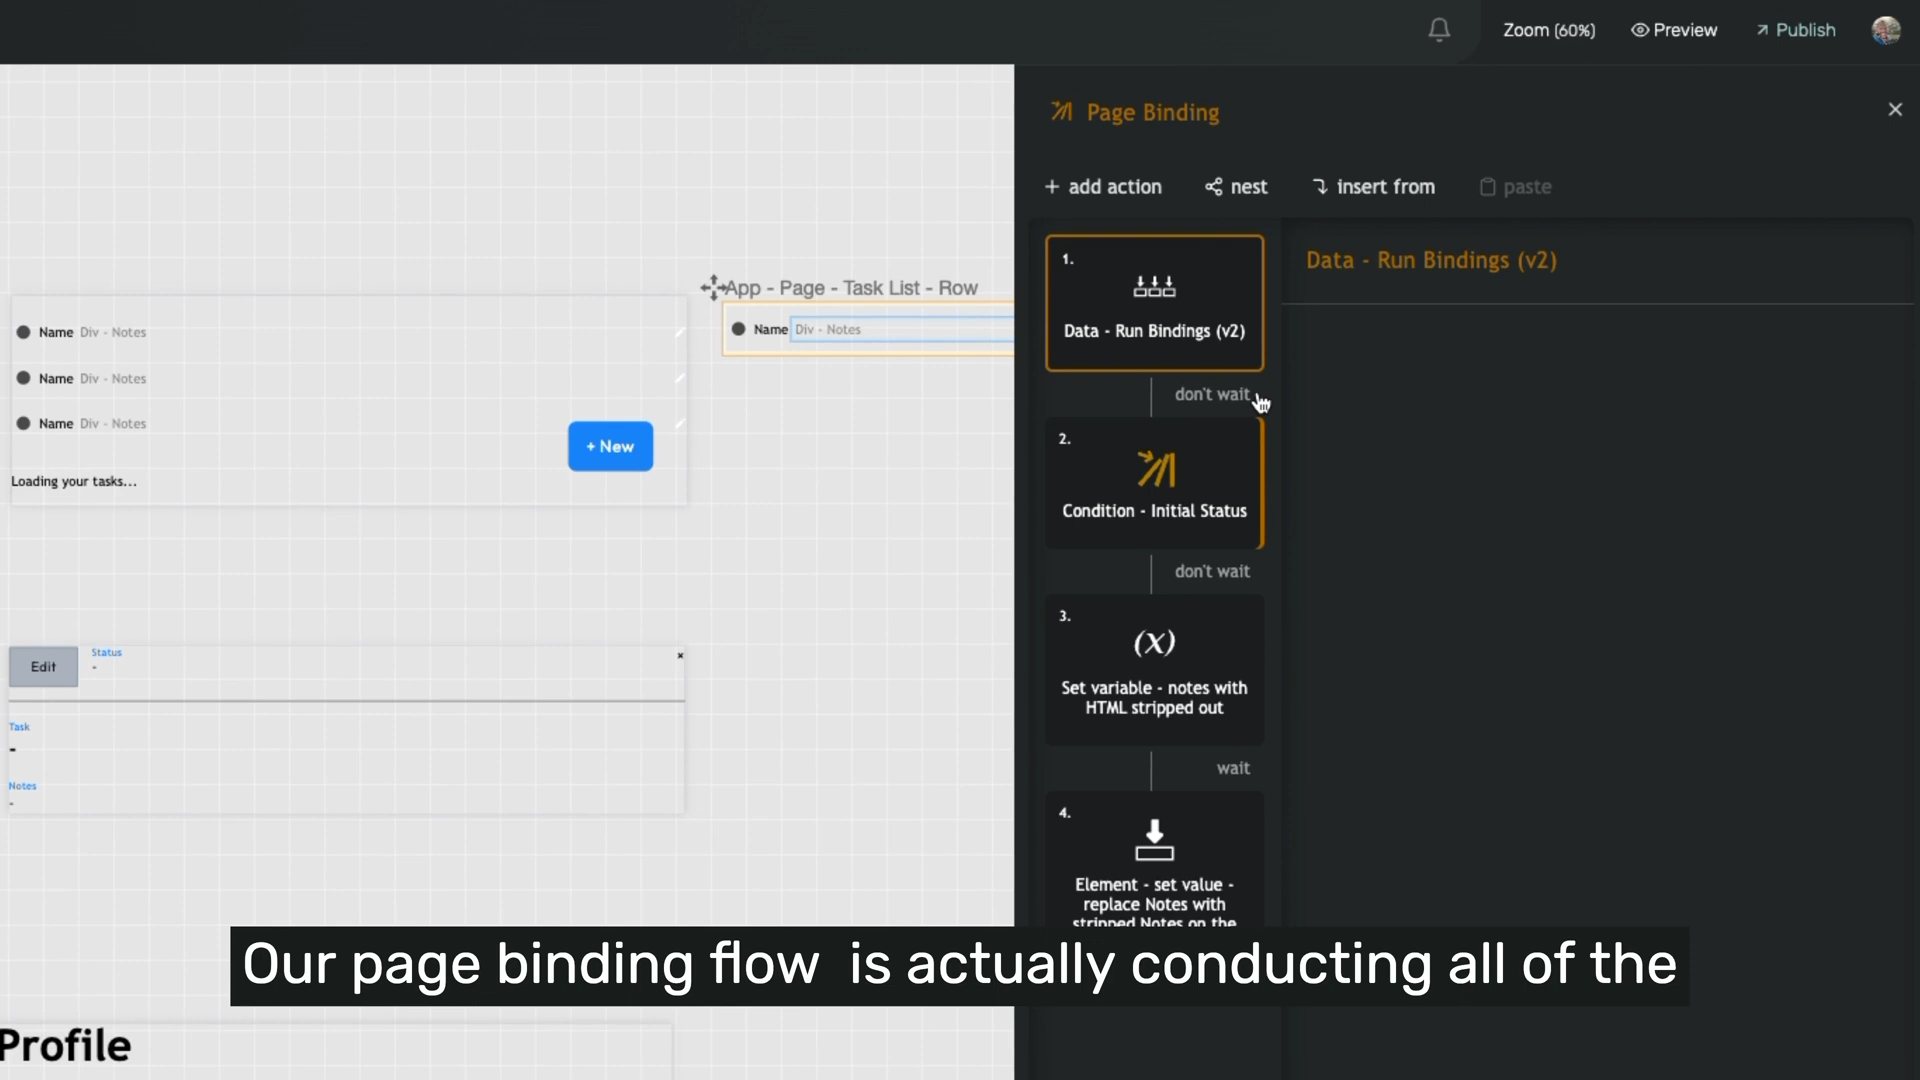 Zoom (60%)
Preview
Publish
Page Binding
+ add action
nest
insert from
paste
App - Page - Task List - Row
Name Div - Notes
Name Div - Notes
Name Div - Notes
Name Div - Notes
+ New
Loading your tasks...
Edit
Status
-
Task
-
Notes
-
Profile
1.
Data - Run Bindings (v2)
don't wait
2.
Condition - Initial Status
don't wait
3.
(x)
Set variable - notes with
HTML stripped out
wait
4.
Element - set value -
replace Notes with
stripped Notes on the
Data - Run Bindings (v2)
Our page binding flow is actually conducting all of the